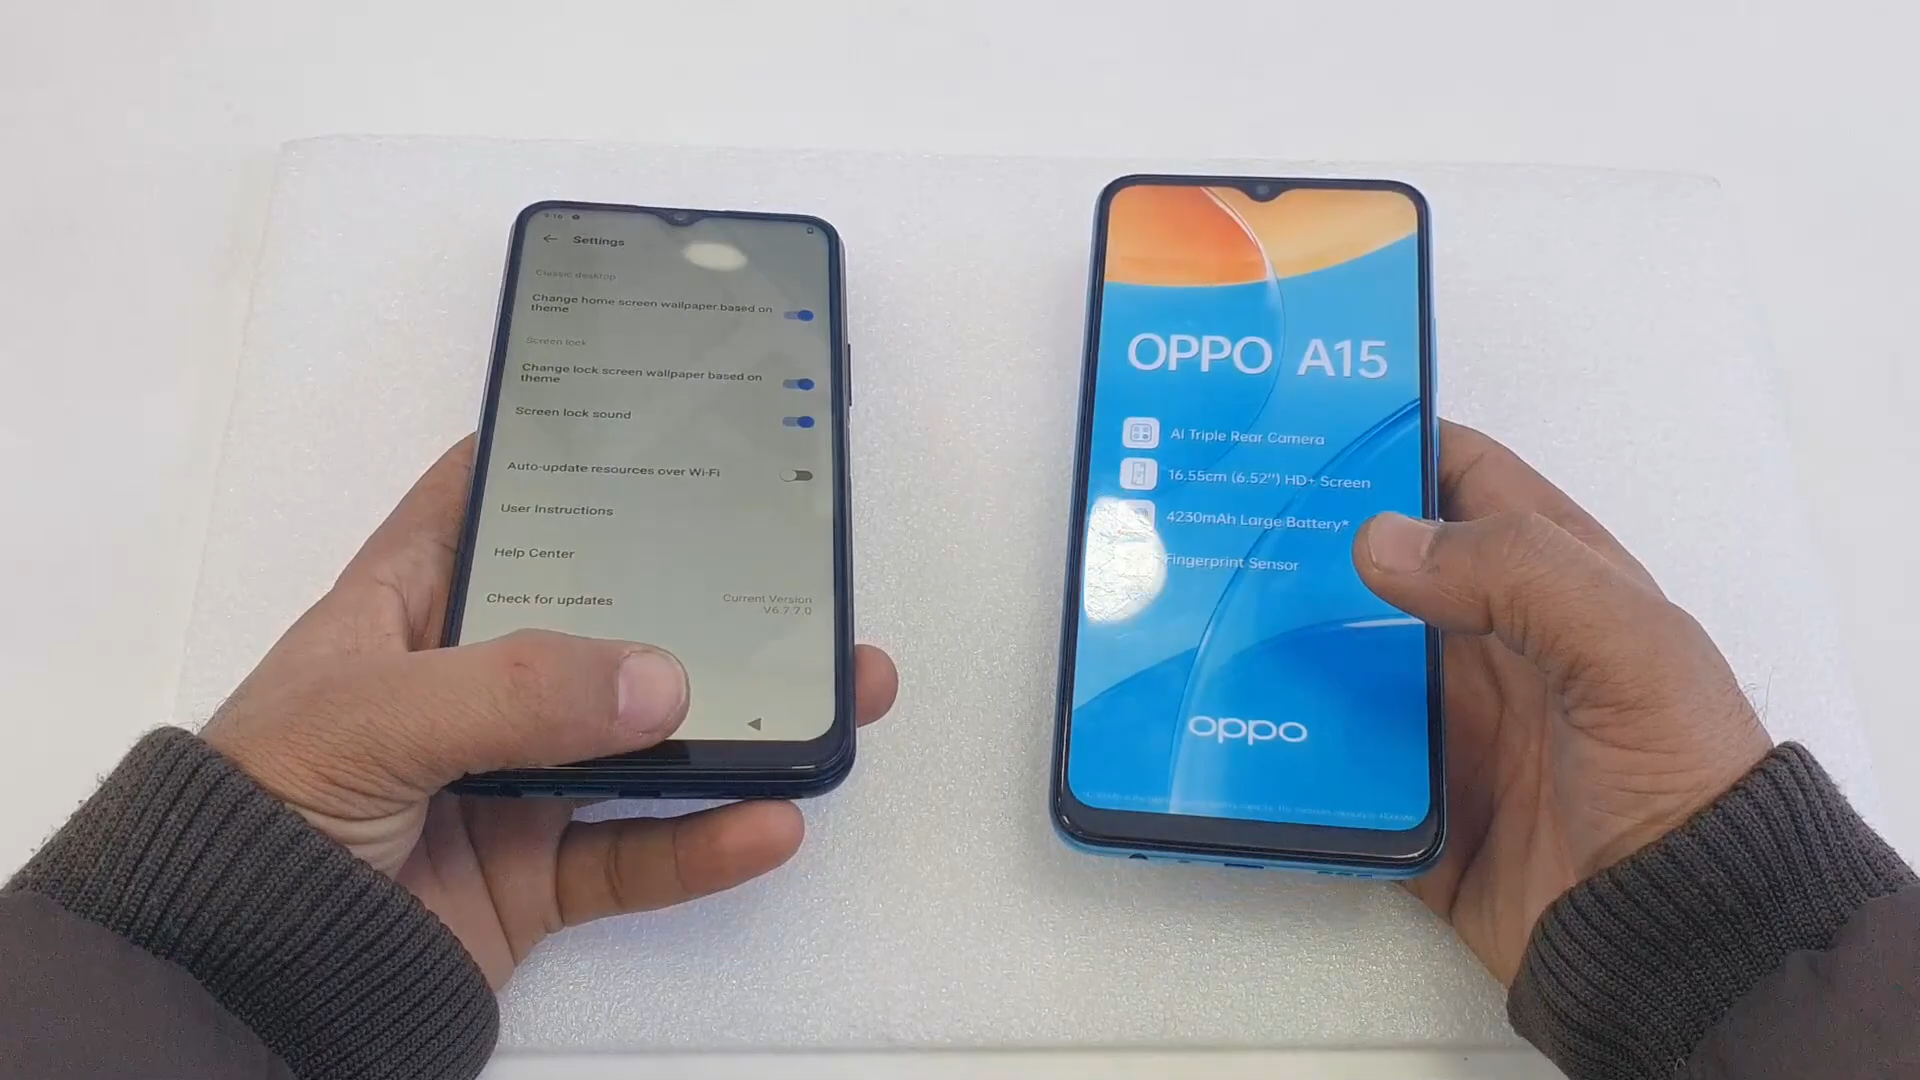 9:16
Settings
Classic desktop
Change home screen wallpaper based on
theme
Screen lock
Change lock screen wallpaper based on
theme
Screen lock sound
Auto-update resources over Wi-Fi
User Instructions
Help Center
Check for updates
Current Version
V6.7.7.0
OPPO A15
AI Triple Rear Camera
16.55cm (6.52'') HD+ Screen
4230mAh Large Battery*
Fingerprint Sensor
oppo